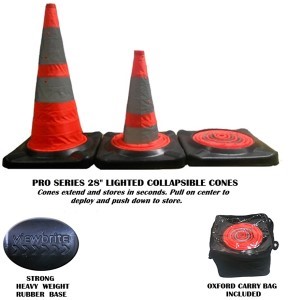 PRO SERIES 28" LIGHTED COLLAPSIBLE CONES
Cones extend and stores in seconds. Pull on center to
deploy and push down to store.
viewbrite
STRONG
HEAVY WEIGHT
RUBBER BASE
OXFORD CARRY BAG
INCLUDED